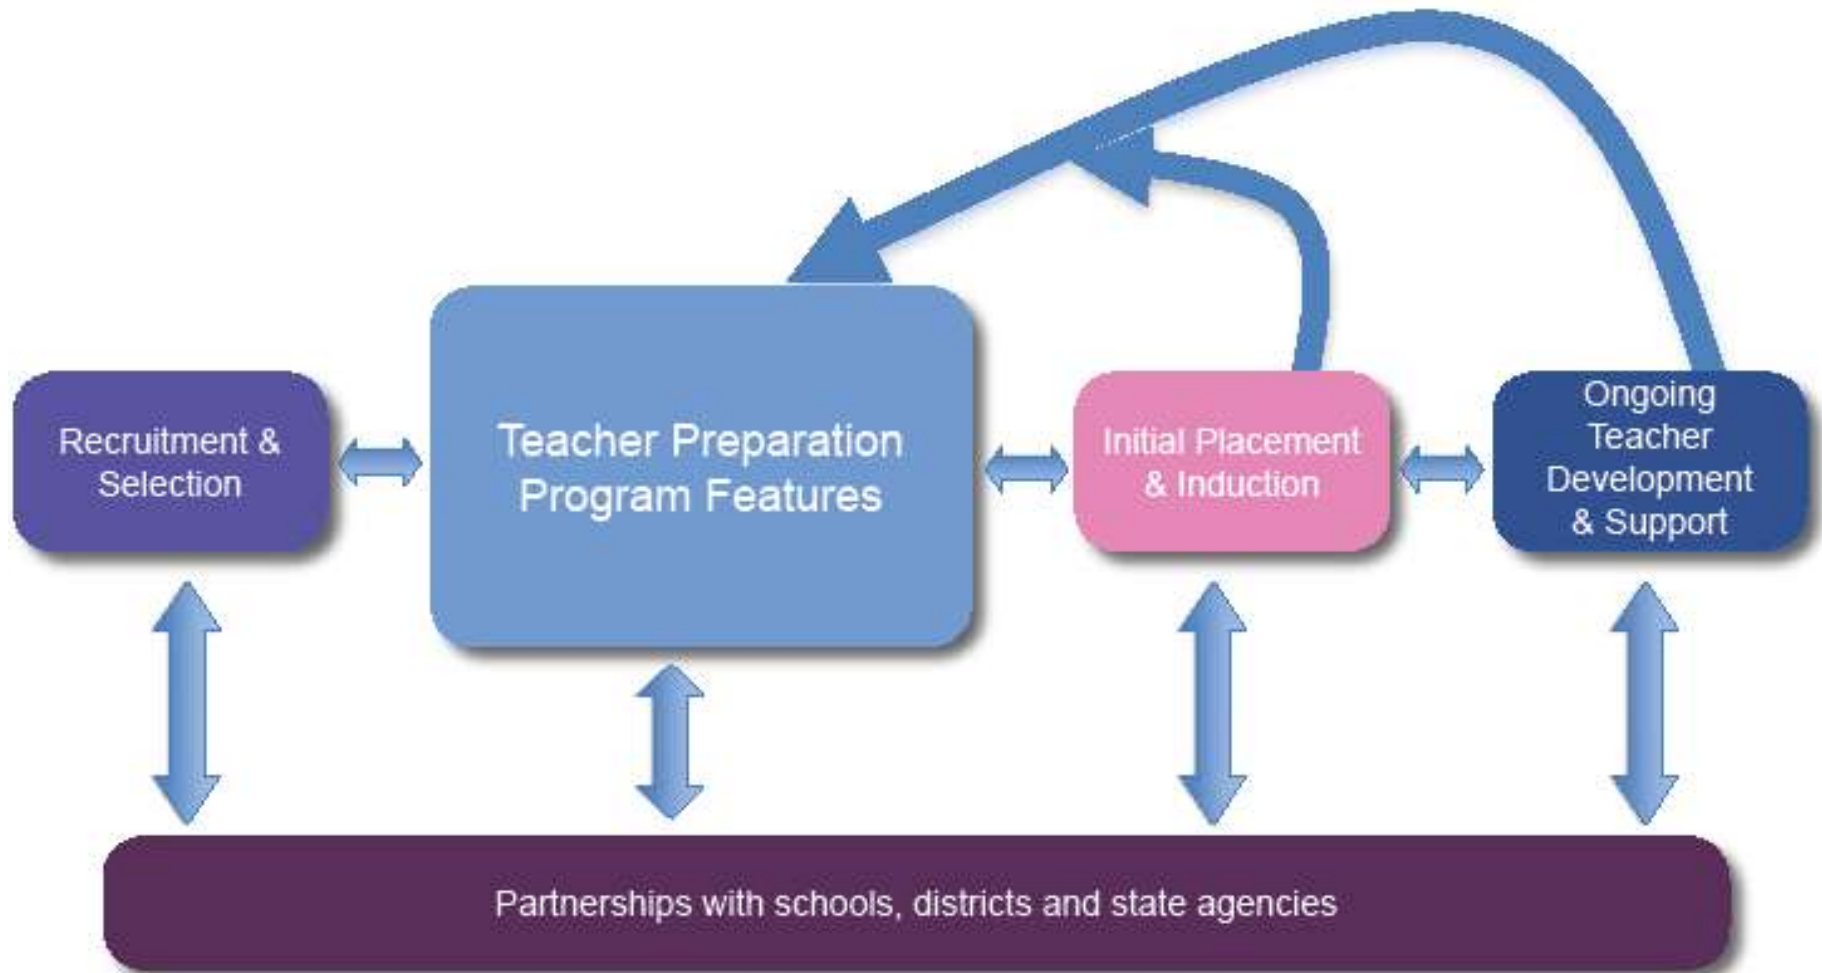 Recruitment &
Selection
Teacher Preparation
Program Features
Initial Placement
& Induction
Ongoing
Teacher
Development
& Support
Partnerships with schools, districts and state agencies